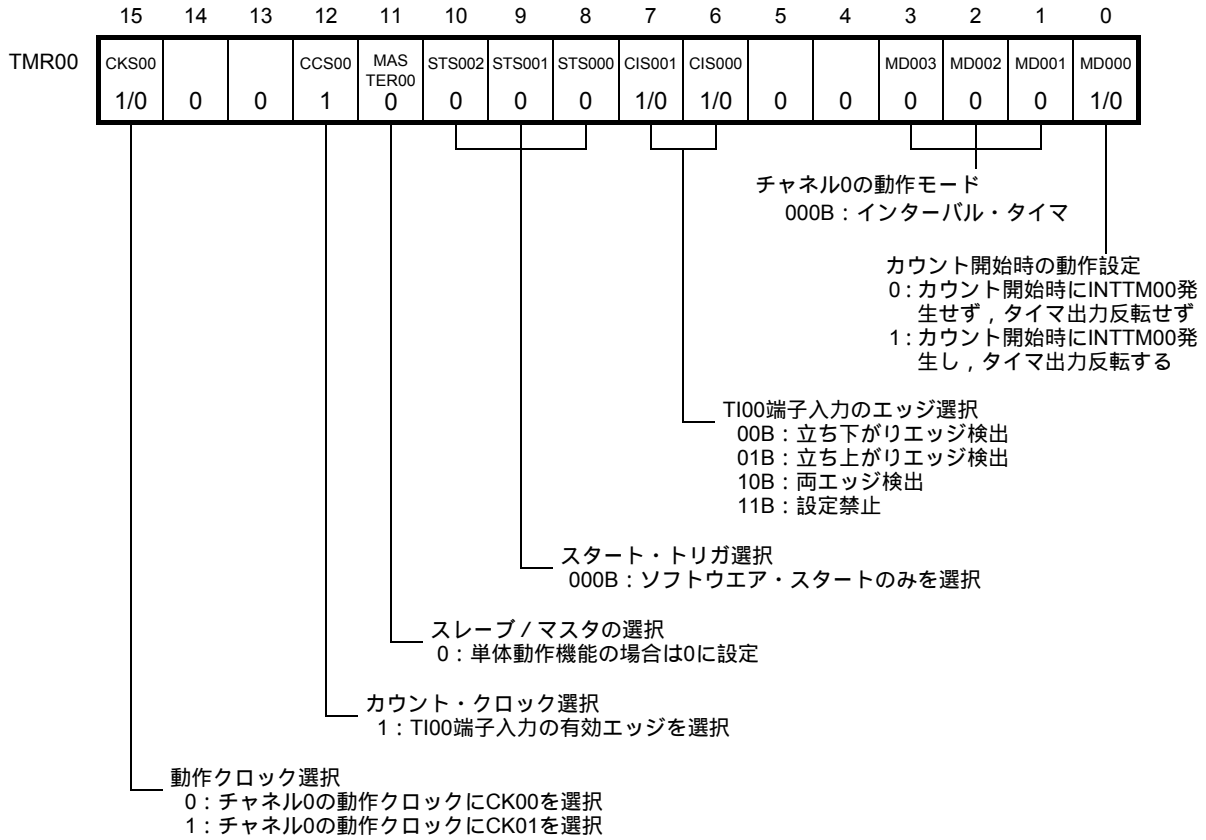 15 14 13 12 11 10 9 8 7 6 5 4 3 2 1 0
TMR00 CKS00 CCS00 MAS TER00 STS002 STS001 STS000 CIS001 CIS000 MD003 MD002 MD001 MD000
1/0 0 0 1 0 0 0 0 1/0 1/0 0 0 0 0 0 1/0
チャネル0の動作モード
000B：インターバル・タイマ
カウント開始時の動作設定
0：カウント開始時にINTTM00発
生せず，タイマ出力反転せず
1：カウント開始時にINTTM00発
生し，タイマ出力反転する
TI00端子入力のエッジ選択
00B：立ち下がりエッジ検出
01B：立ち上がりエッジ検出
10B：両エッジ検出
11B：設定禁止
スタート・トリガ選択
000B：ソフトウエア・スタートのみを選択
スレーブ／マスタの選択
0：単体動作機能の場合は0に設定
カウント・クロック選択
1：TI00端子入力の有効エッジを選択
動作クロック選択
0：チャネル0の動作クロックにCK00を選択
1：チャネル0の動作クロックにCK01を選択